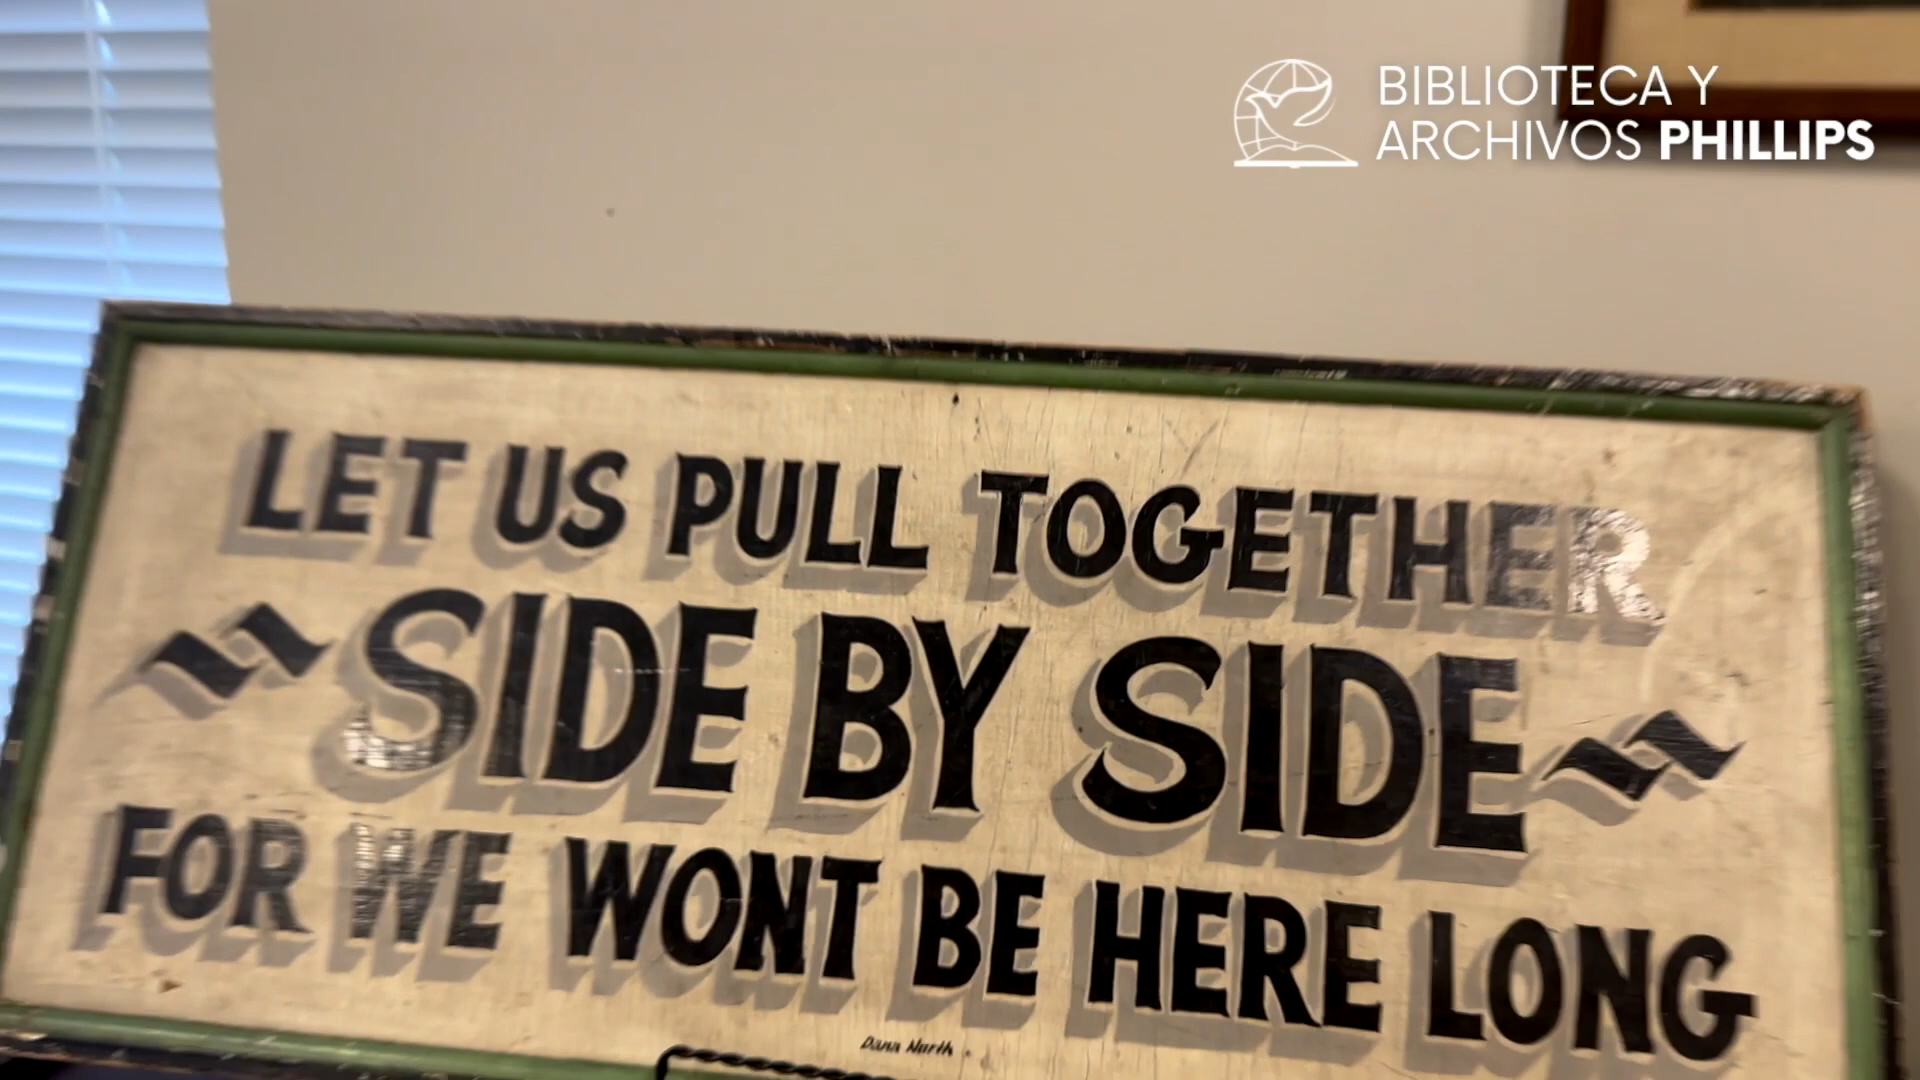 BIBLIOTECA Y
ARCHIVOS PHILLIPS
LET US PULL TOGETHER
SIDE BY SIDE
FOR WE WONT BE HERE LONG
Dana North